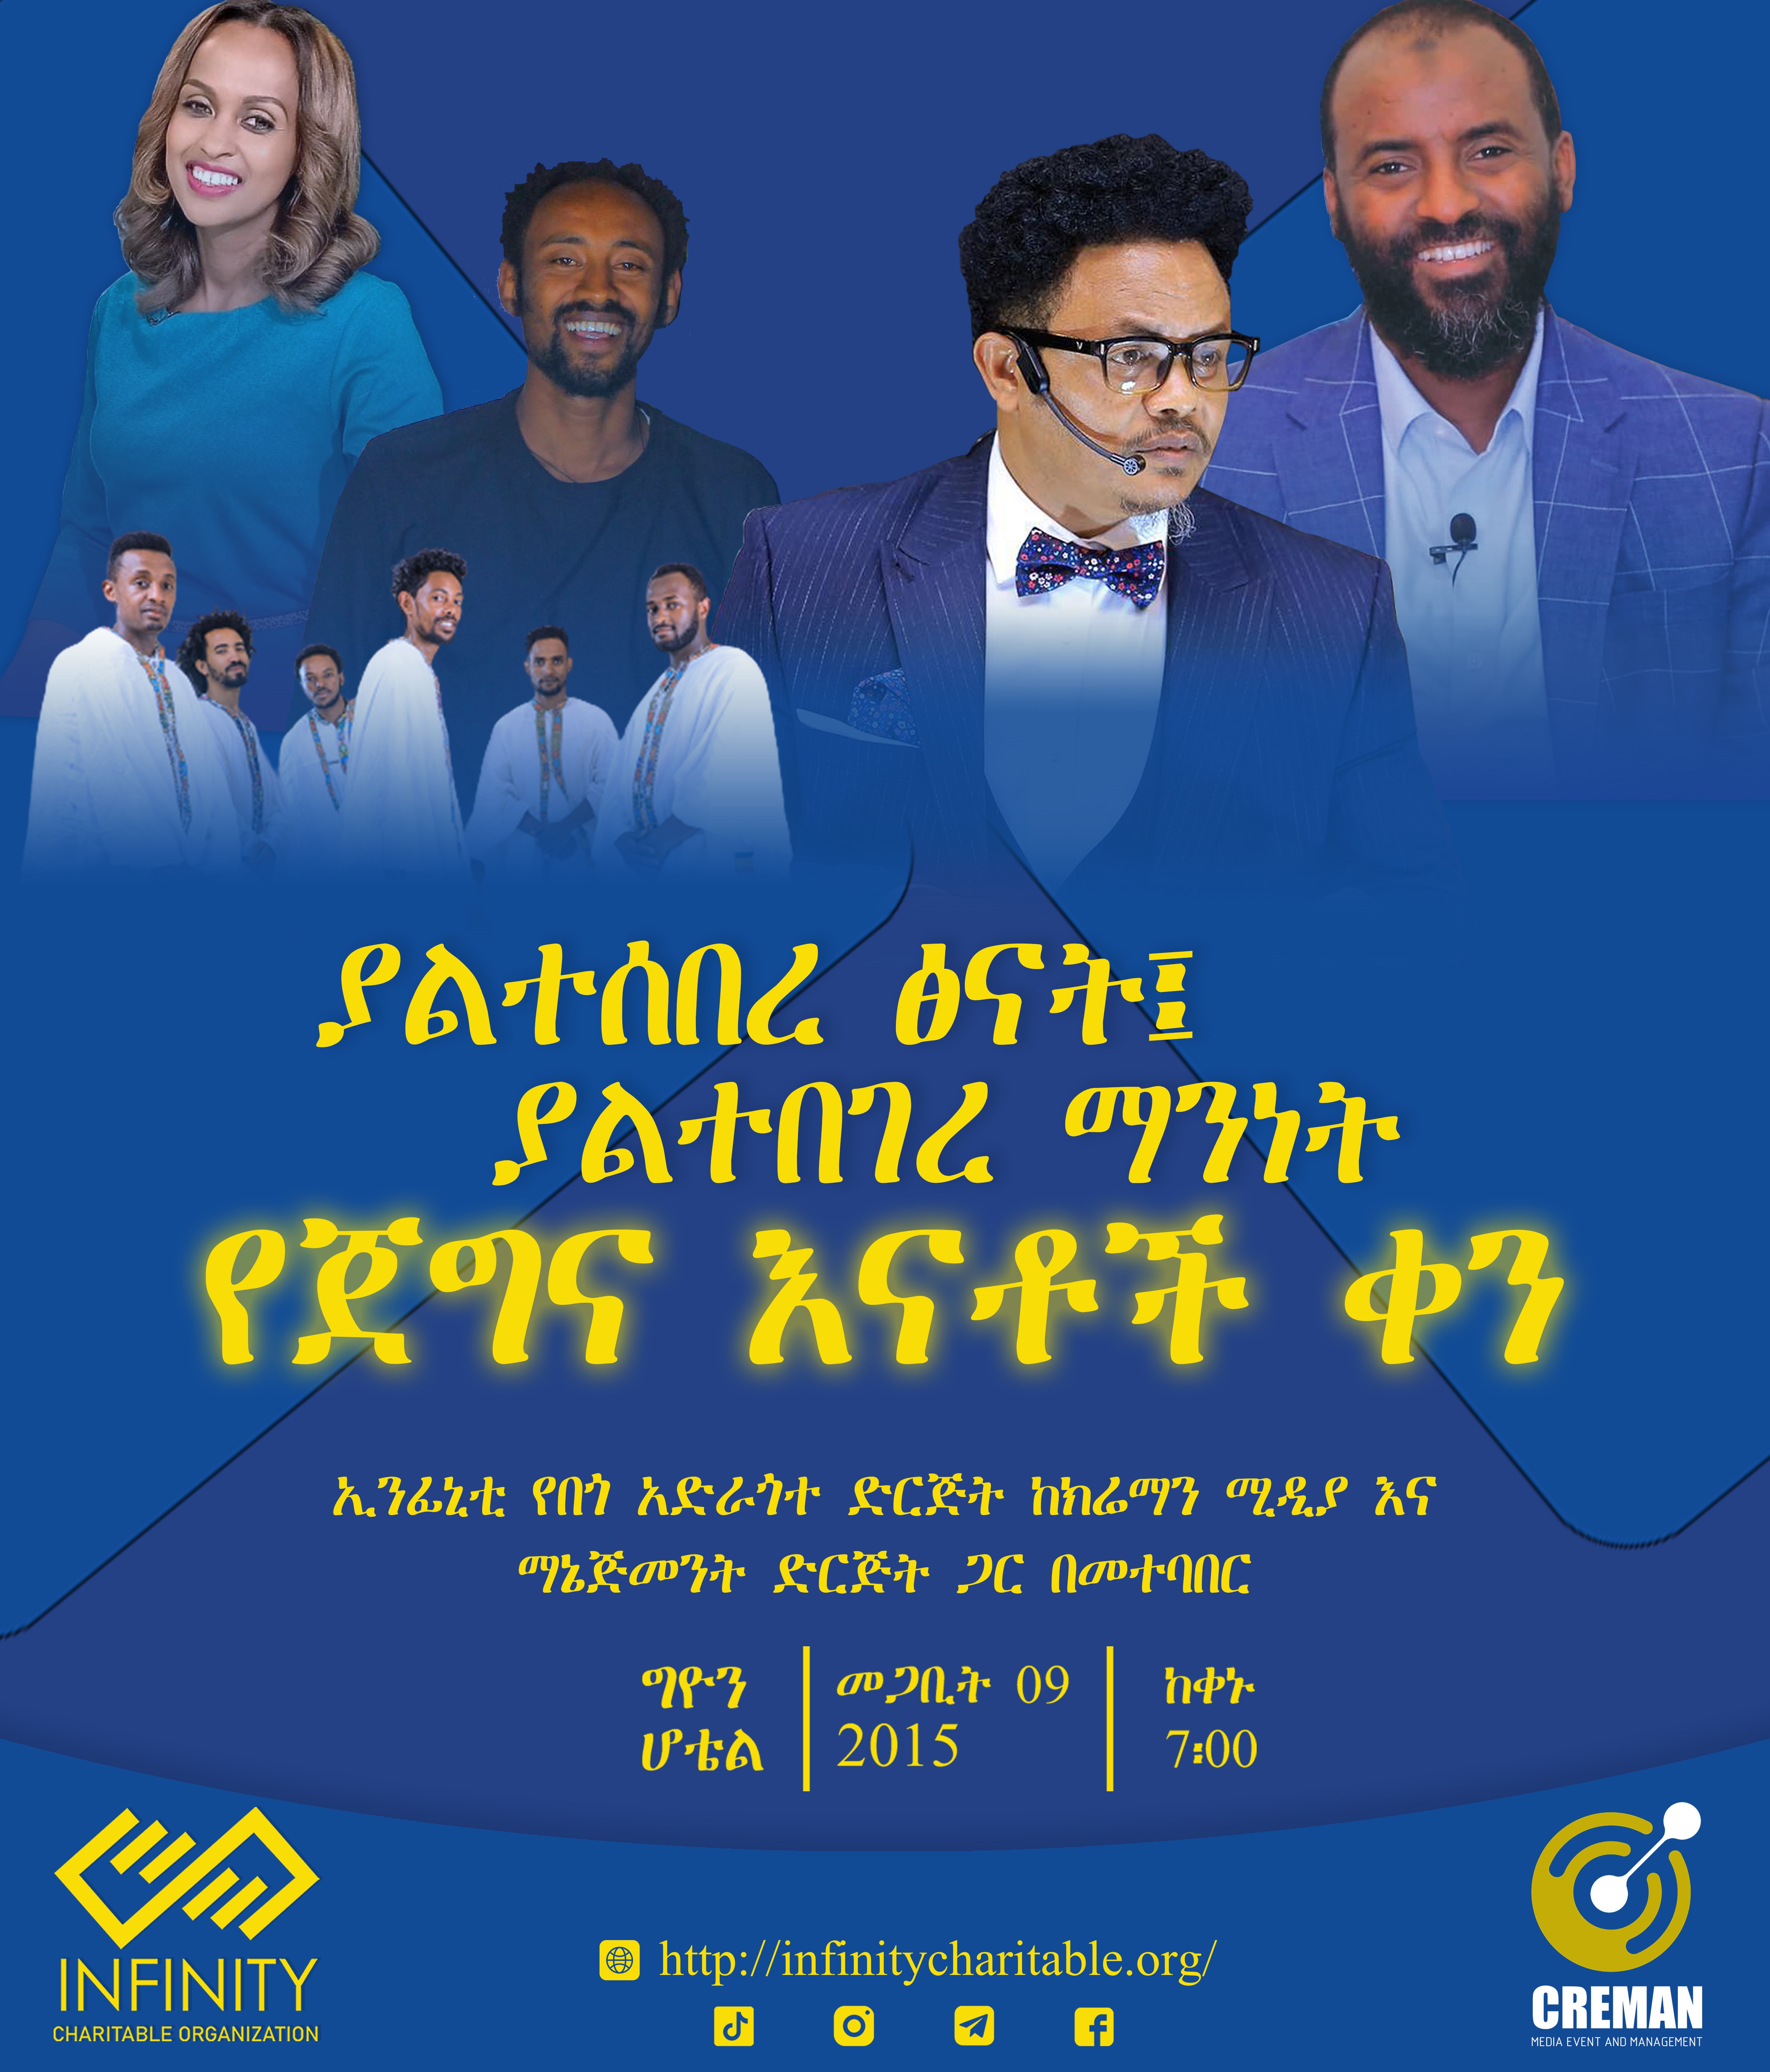 ያልተሰበረ ፅናት፤
ያልተበገረ ማንነት
የጀግና እናቶች ቀን
ኢንፊኒቲ የበጎ አድራጎተ ድርጅት ከክሬማን ሚዲያ እና
ማኔጅመንት ድርጅት ጋር በመተባበር
ግዮን
ሆቴል
መጋቢት 09
2015
ከቀኑ
7፡00
INFINITY
CHARITABLE ORGANIZATION
http://infinitycharitable.org/
CREMAN
MEDIA EVENT AND MANAGEMENT